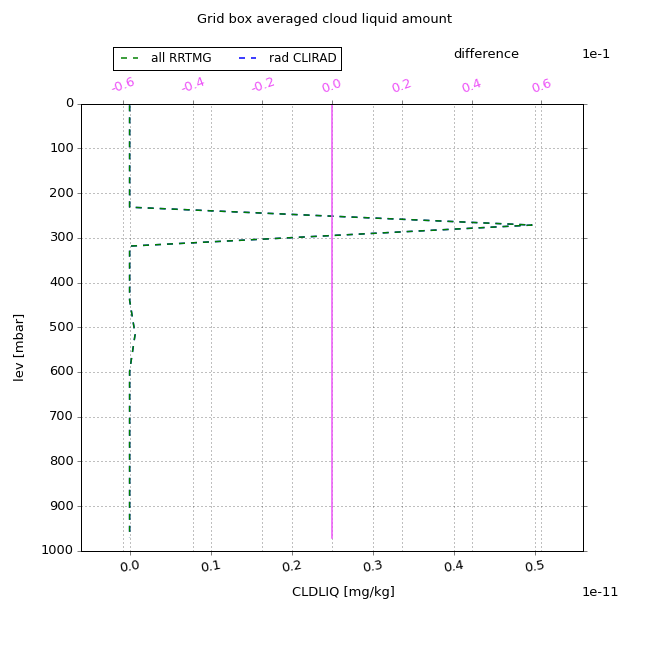 Grid box averaged cloud liquid amount
all RRTMG rad CLIRAD difference 1e-1
-0.6 -0.4 -0.2 0.0 0.2 0.4 0.6
0
100
200
300
400
500
600
700
800
900
1000
lev [mbar]
0.0 0.1 0.2 0.3 0.4 0.5
CLDLIQ [mg/kg] 1e-11